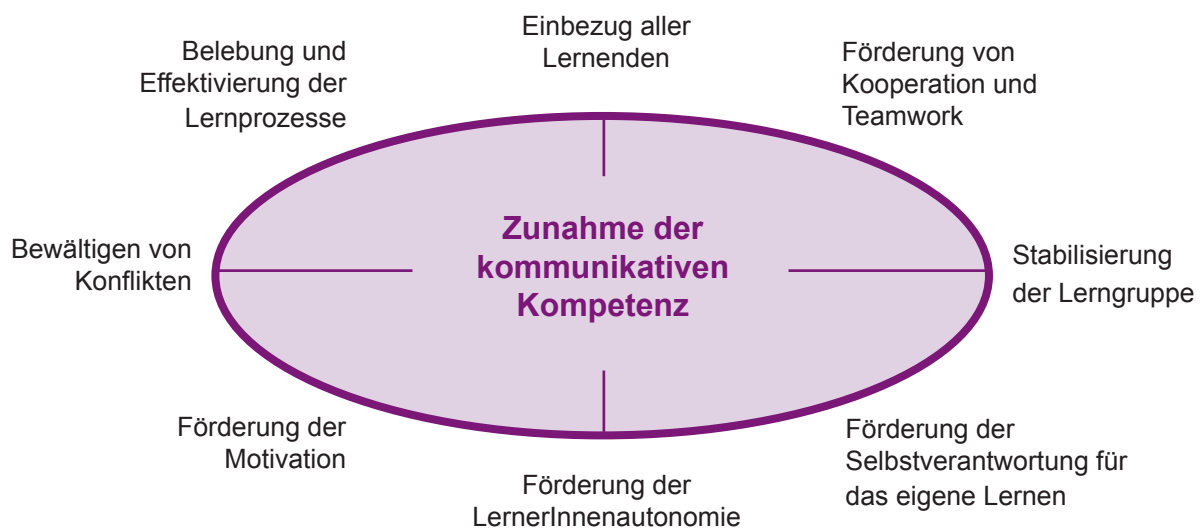 Einbezug aller
Lernenden
Belebung und
Effektivierung der
Lernprozesse
Förderung von
Kooperation und
Teamwork
Zunahme der
kommunikativen
Kompetenz
Bewältigen von
Konflikten
Stabilisierung
der Lerngruppe
Förderung der
Motivation
Förderung der
LernerInnenautonomie
Förderung der
Selbstverantwortung für
das eigene Lernen